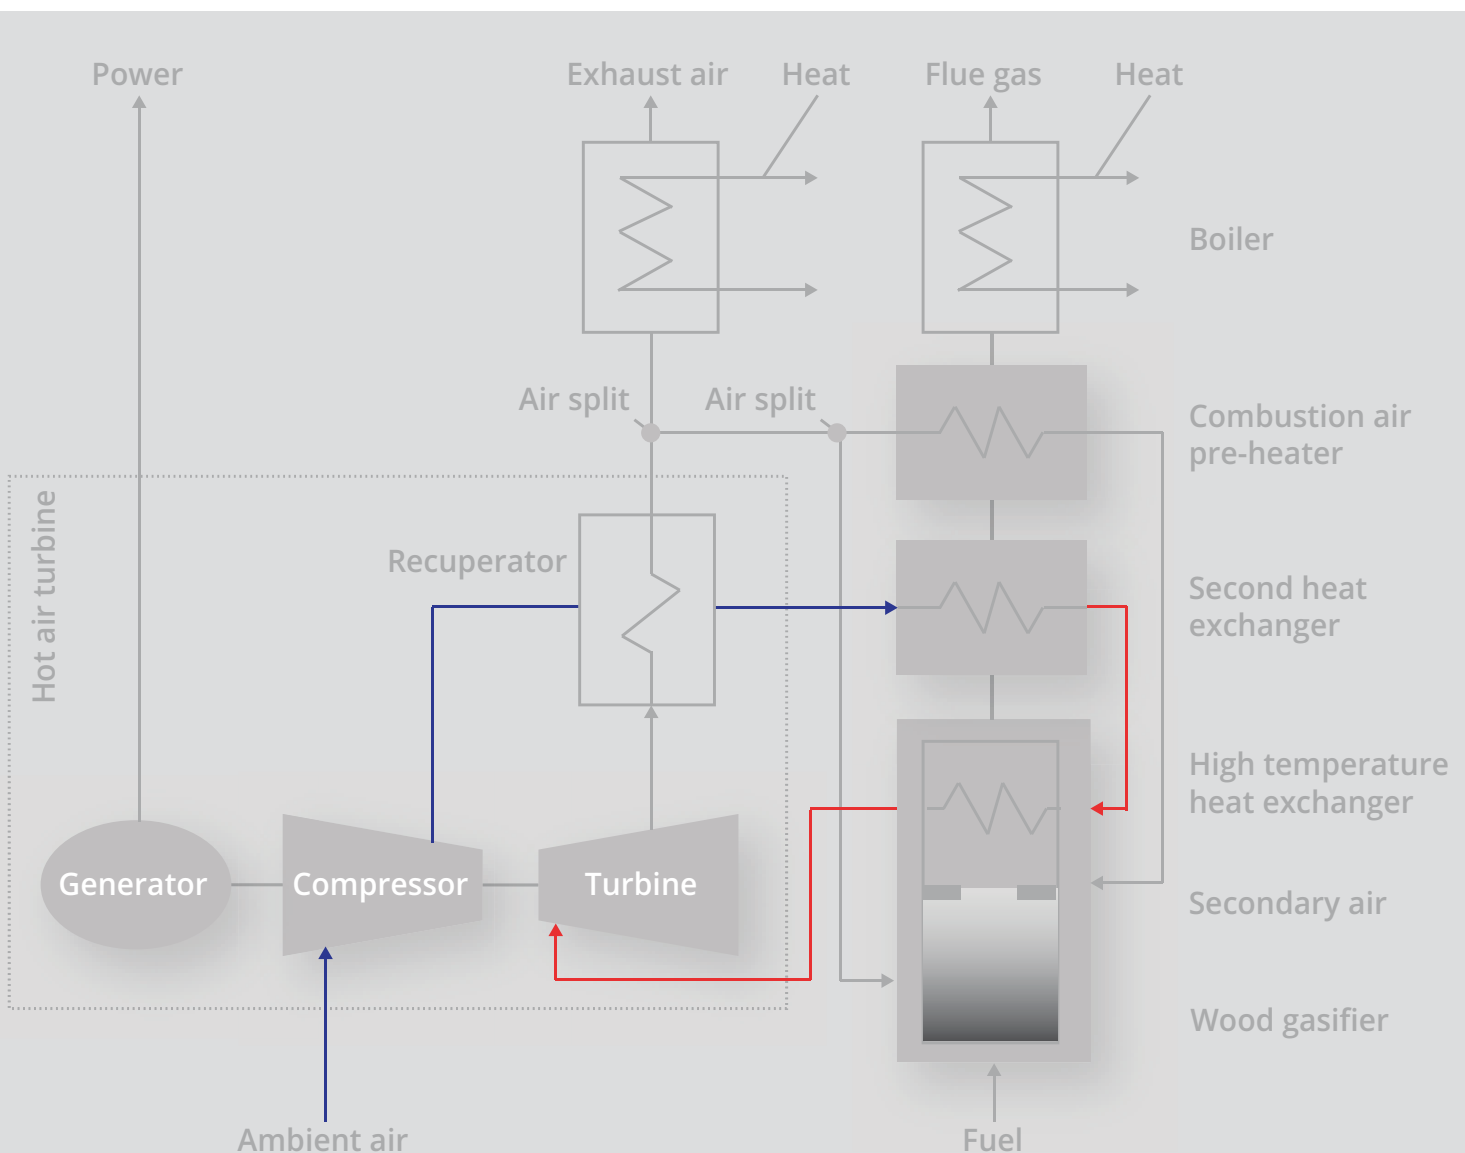 Power
Exhaust air
Heat
Flue gas
Heat
Boiler
Air split
Air split
Combustion air
pre-heater
Hot air turbine
Recuperator
Second heat
exchanger
High temperature
heat exchanger
Generator
Compressor
Turbine
Secondary air
Wood gasifier
Ambient air
Fuel